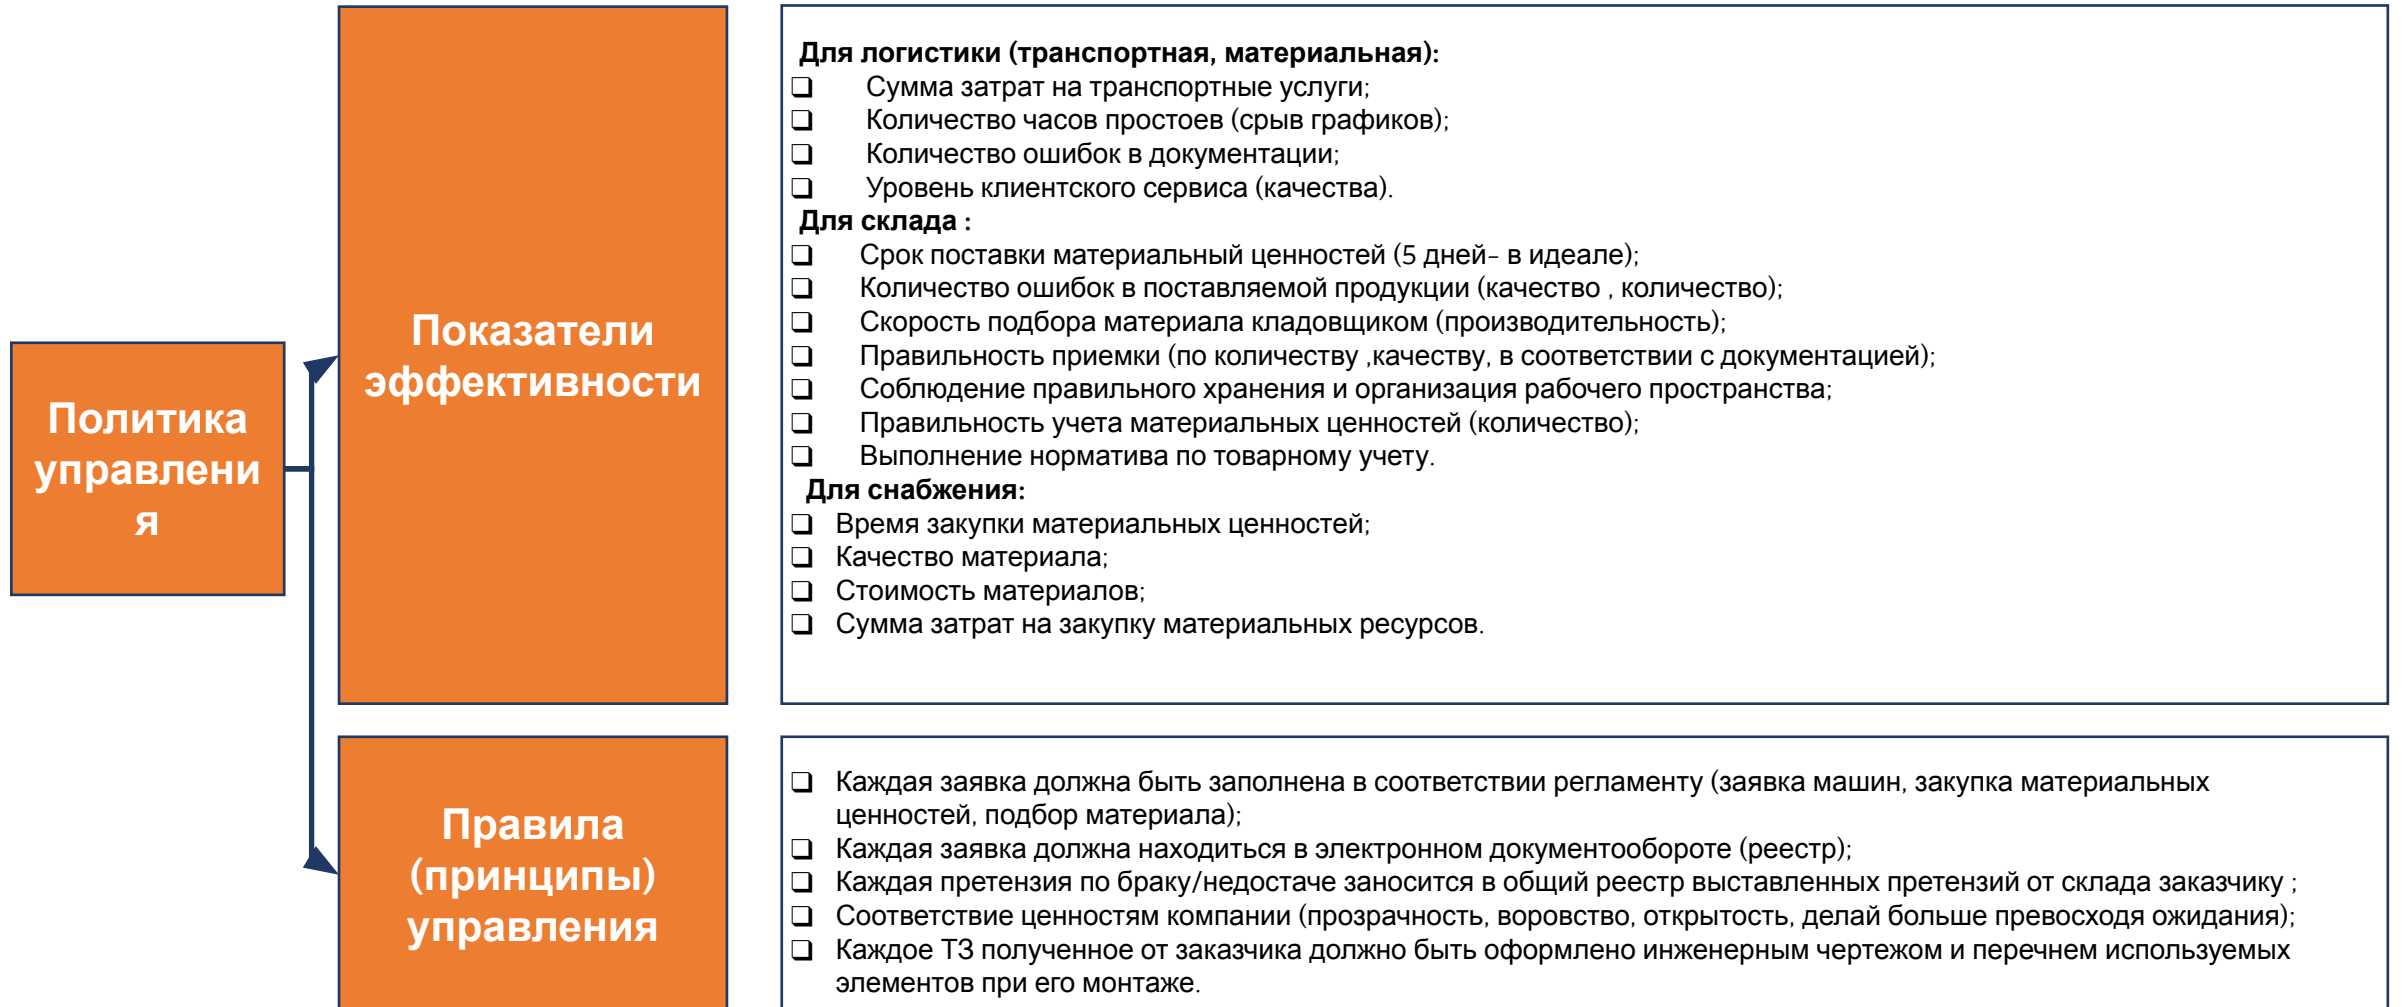 Политика
управлени
я
Показатели
эффективности
Для логистики (транспортная, материальная):
❑ Сумма затрат на транспортные услуги;
❑ Количество часов простоев (срыв графиков);
❑ Количество ошибок в документации;
❑ Уровень клиентского сервиса (качества).
Для склада :
❑ Срок поставки материальный ценностей (5 дней– в идеале);
❑ Количество ошибок в поставляемой продукции (качество , количество);
❑ Скорость подбора материала кладовщиком (производительность);
❑ Правильность приемки (по количеству ,качеству, в соответствии с документацией);
❑ Соблюдение правильного хранения и организация рабочего пространства;
❑ Правильность учета материальных ценностей (количество);
❑ Выполнение норматива по товарному учету.
Для снабжения:
❑ Время закупки материальных ценностей;
❑ Качество материала;
❑ Стоимость материалов;
❑ Сумма затрат на закупку материальных ресурсов.
Правила
(принципы)
управления
❑ Каждая заявка должна быть заполнена в соответствии регламенту (заявка машин, закупка материальных
ценностей, подбор материала);
❑ Каждая заявка должна находиться в электронном документообороте (реестр);
❑ Каждая претензия по браку/недостаче заносится в общий реестр выставленных претензий от склада заказчику ;
❑ Соответствие ценностям компании (прозрачность, воровство, открытость, делай больше превосходя ожидания);
❑ Каждое ТЗ полученное от заказчика должно быть оформлено инженерным чертежом и перечнем используемых
элементов при его монтаже.